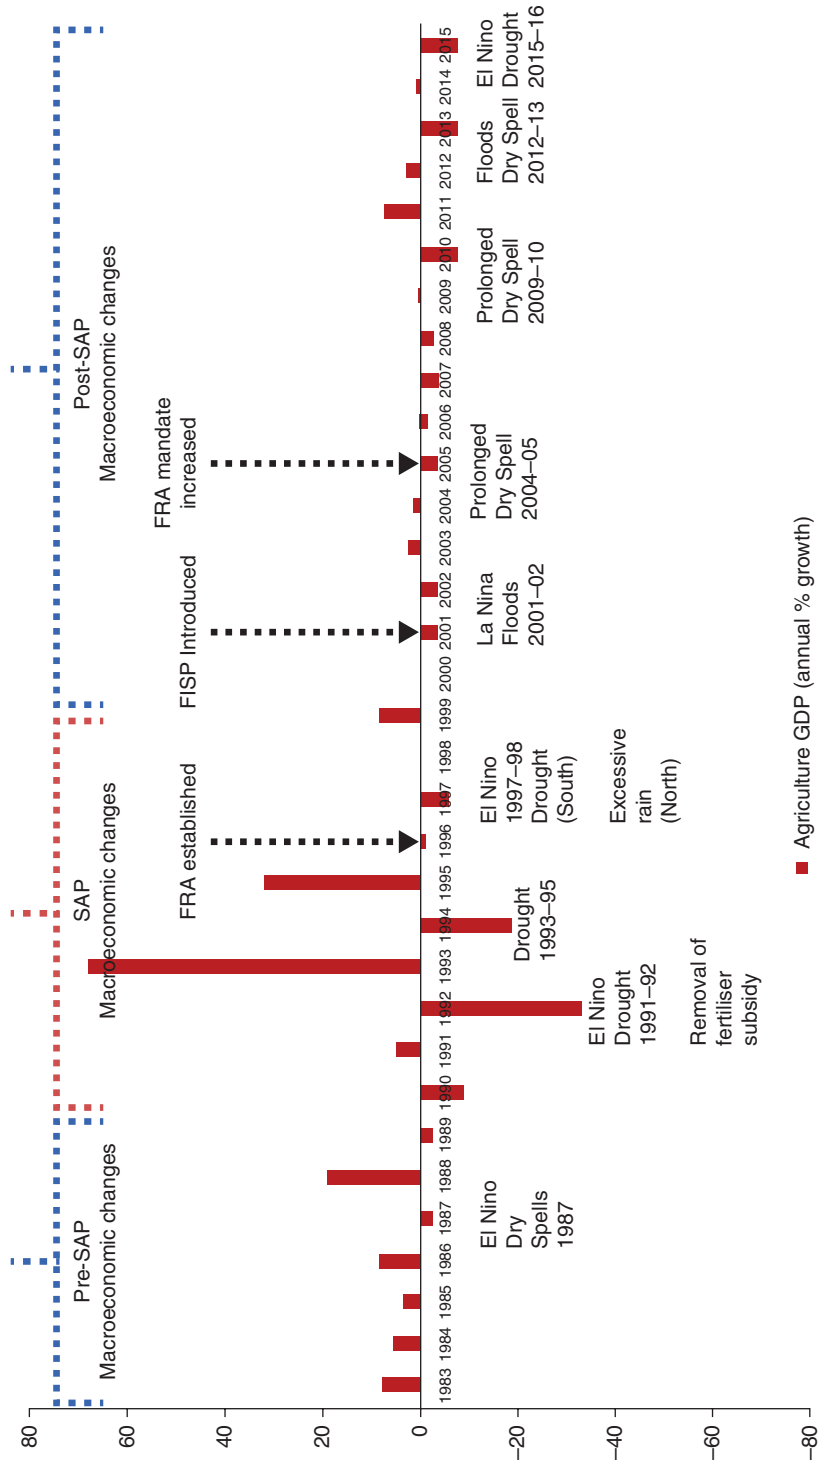 Pre-SAP
Macroeconomic changes
SAP
Macroeconomic changes
Post-SAP
Macroeconomic changes
FRA established
FISP Introduced
FRA mandate
increased
80
60
40
20
0
–20
–40
–60
–80
1983 1984 1985 1986 1987 1988 1989 1990 1991 1992 1993 1994 1995 1996 1997 1998 1999 2000 2001 2002 2003 2004 2005 2006 2007 2008 2009 2010 2011 2012 2013 2014 2015
El Nino
Dry
Spells
1987
El Nino
Drought
1991–92
Removal of
fertiliser
subsidy
Drought
1993–95
El Nino
1997–98
Drought
(South)
Excessive
rain
(North)
La Nina
Floods
2001–02
Prolonged
Dry Spell
2004–05
Prolonged
Dry Spell
2009–10
Floods
Dry Spell
2012–13
El Nino
Drought
2015–16
Agriculture GDP (annual % growth)